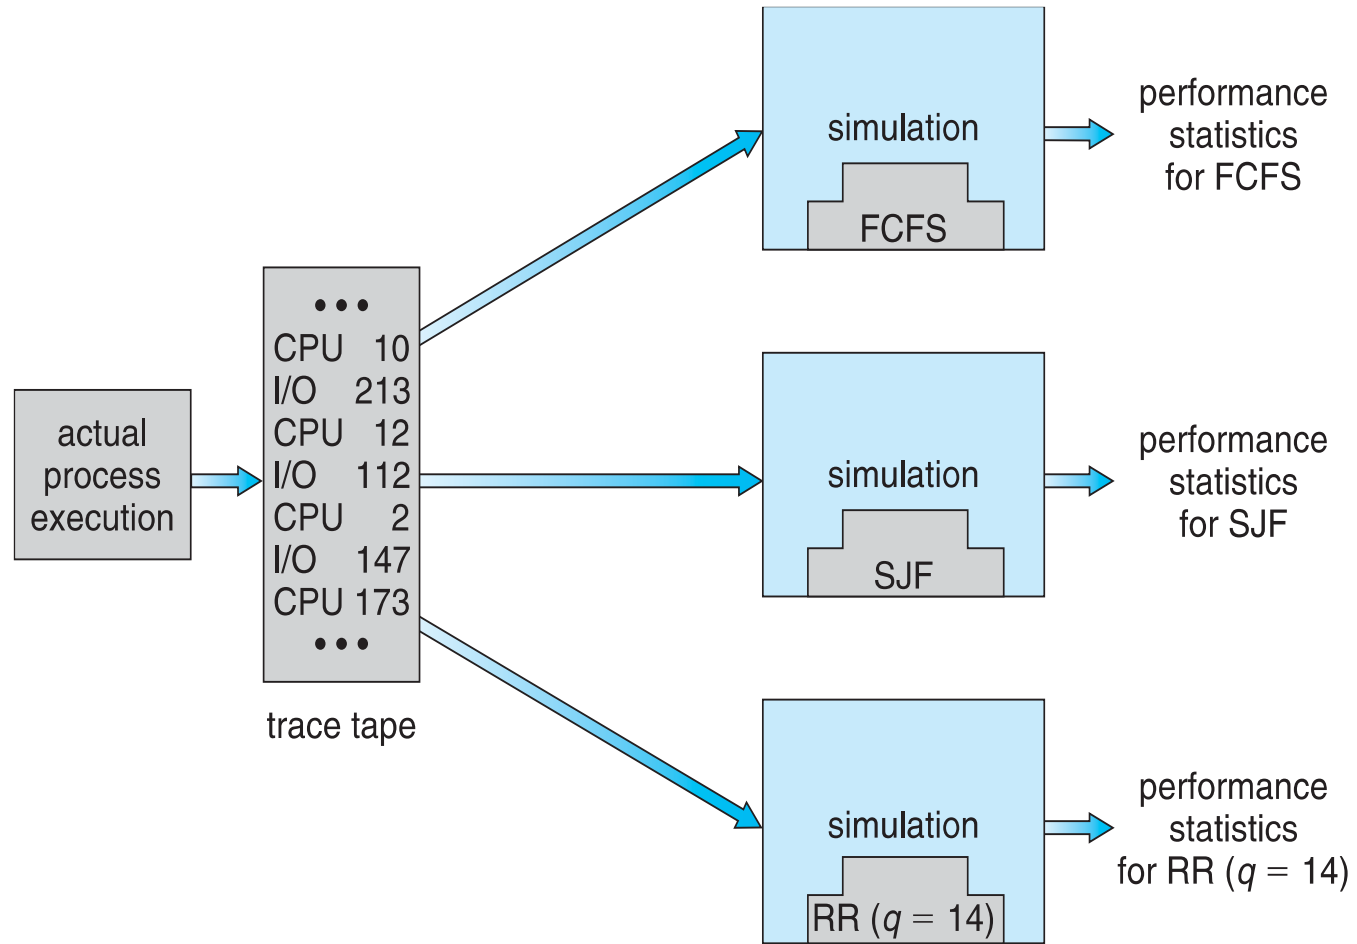 actual
process
execution
•••
CPU 10
I/O 213
CPU 12
I/O 112
CPU 2
I/O 147
CPU 173
•••
trace tape
simulation
FCFS
performance
statistics
for FCFS
simulation
SJF
performance
statistics
for SJF
simulation
RR (q = 14)
performance
statistics
for RR (q = 14)